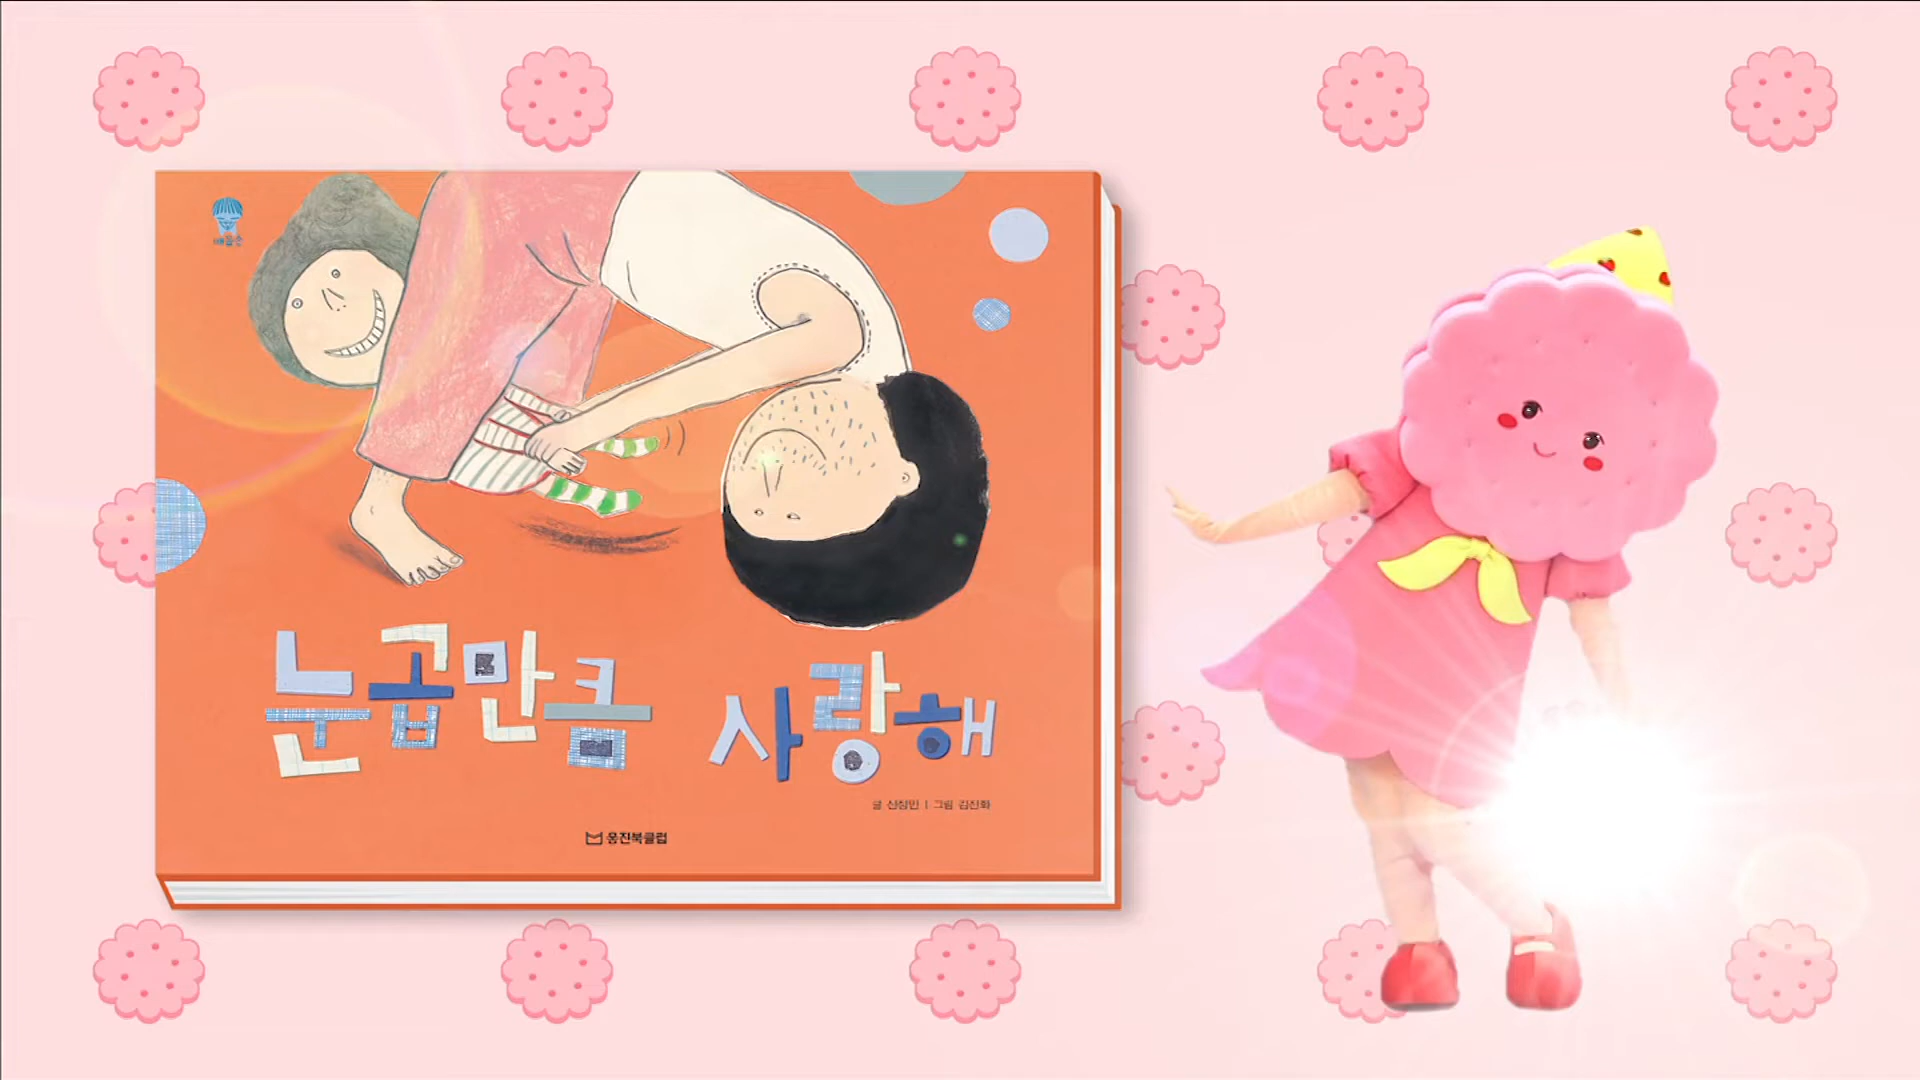 눈곱만큼 사랑해
글 신상민 | 그림 김진화
웅진북클럽